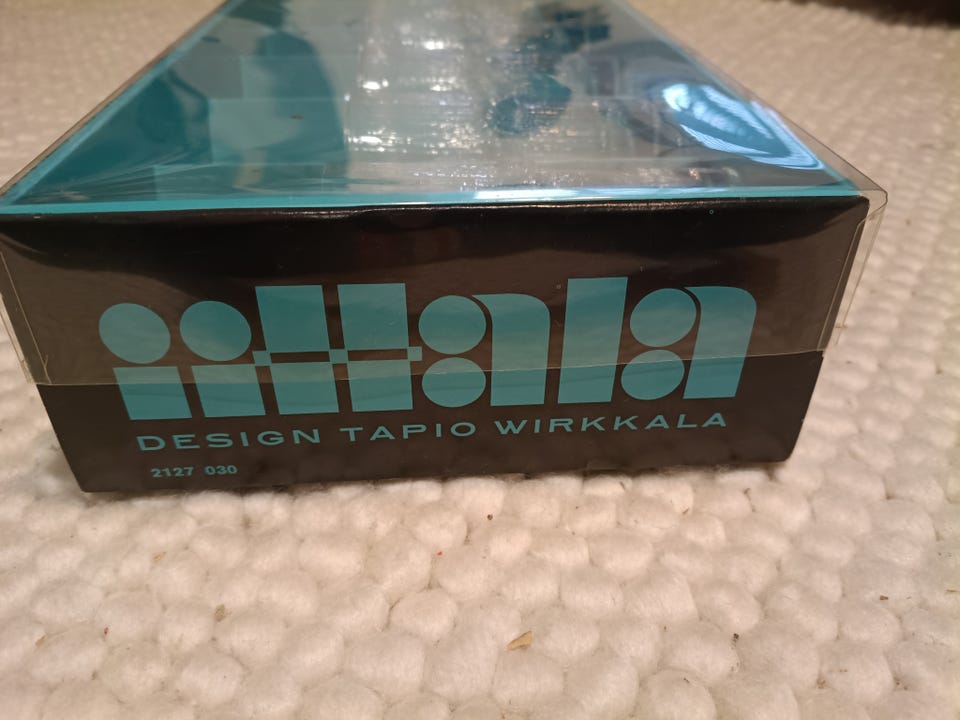 iittala
DESIGN TAPIO WIRKKALA
2127 030